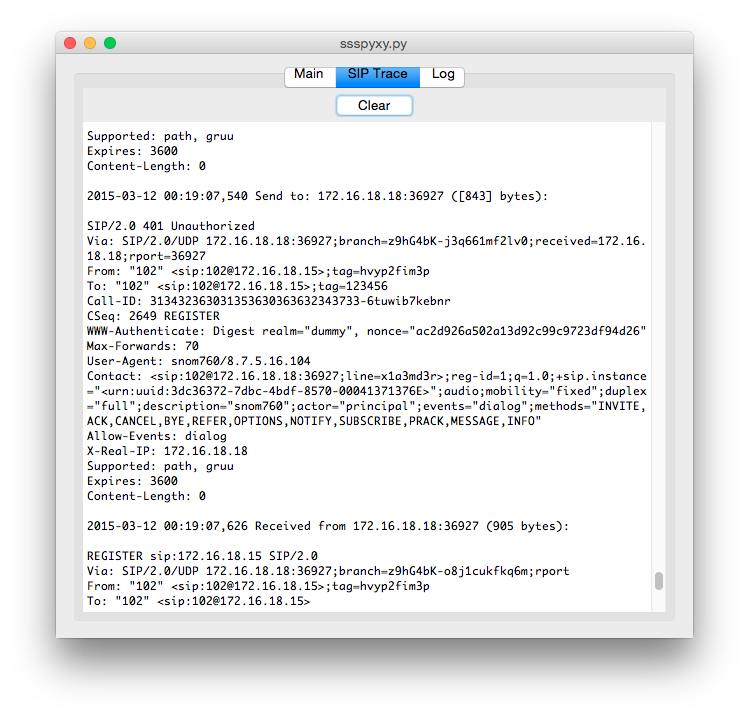 ssspyxy.py
Main SIP Trace Log
Clear
Supported: path, gruu
Expires: 3600
Content-Length: 0
2015-03-12 00:19:07,540 Send to: 172.16.18.18:36927 ([843] bytes):
SIP/2.0 401 Unauthorized
Via: SIP/2.0/UDP 172.16.18.18:36927;branch=z9hG4bK-j3q661mf2lv0;received=172.16.
18.18;rport=36927
From: "102" <sip:102@172.16.18.15>;tag=hvyp2fim3p
To: "102" <sip:102@172.16.18.15>;tag=123456
Call-ID: 313432363031353630363632343733-6tuwib7kebnr
CSeq: 2649 REGISTER
WWW-Authenticate: Digest realm="dummy", nonce="ac2d926a502a13d92c99c9723df94d26"
Max-Forwards: 70
User-Agent: snom760/8.7.5.16.104
Contact: <sip:102@172.16.18.18:36927;line=x1a3md3r>;reg-id=1;q=1.0;+sip.instance
="<urn:uuid:3dc36372-7dbc-4bdf-8570-00041371376E>";audio;mobility="fixed";duplex
="full";description="snom760";actor="principal";events="dialog";methods="INVITE,
ACK,CANCEL,BYE,REFER,OPTIONS,NOTIFY,SUBSCRIBE,PRACK,MESSAGE,INFO"
Allow-Events: dialog
X-Real-IP: 172.16.18.18
Supported: path, gruu
Expires: 3600
Content-Length: 0
2015-03-12 00:19:07,626 Received from 172.16.18.18:36927 (905 bytes):
REGISTER sip:172.16.18.15 SIP/2.0
Via: SIP/2.0/UDP 172.16.18.18:36927;branch=z9hG4bK-o8j1cukfkq6m;rport
From: "102" <sip:102@172.16.18.15>;tag=hvyp2fim3p
To: "102" <sip:102@172.16.18.15>